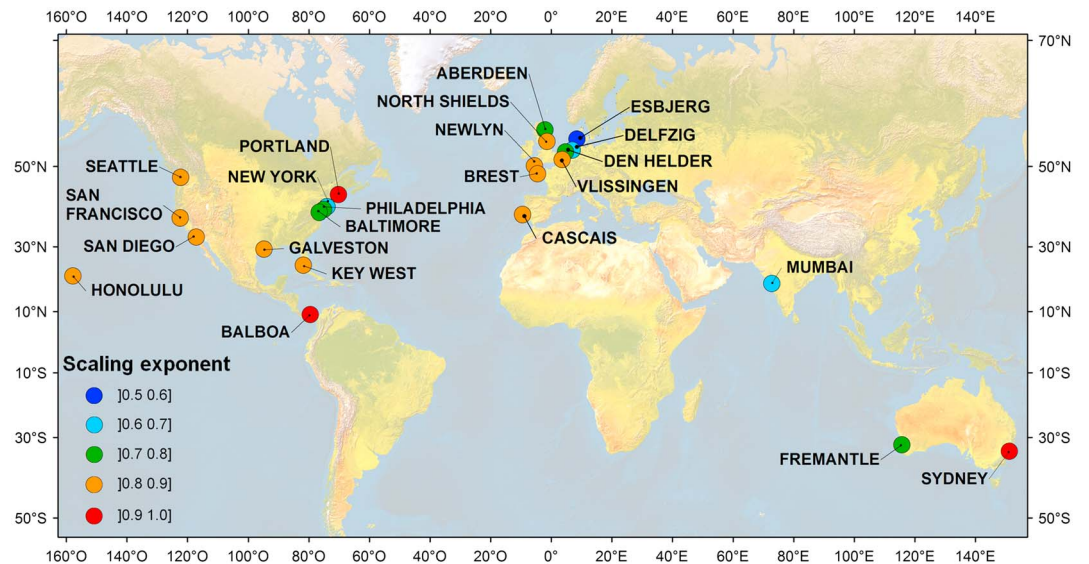 160°O 140°O 120°O 100°O 80°O 60°O 40°O 20°O 0° 20°E 40°E 60°E 80°E 100°E 120°E 140°E
70°N
ABERDEEN
NORTH SHIELDS
ESBJERG
NEWLYN
DELFZIG
PORTLAND
DEN HELDER
50°N
SEATTLE
50°N
NEW YORK
BREST
VLISSINGEN
SAN
FRANCISCO
PHILADELPHIA
BALTIMORE
CASCAIS
30°N
SAN DIEGO
GALVESTON
30°N
KEY WEST
MUMBAI
HONOLULU
10°N
10°N
BALBOA
Scaling exponent
10°S
10°S
]0.5 0.6]
]0.6 0.7]
30°S
30°S
]0.7 0.8]
FREMANTLE
SYDNEY
]0.8 0.9]
]0.9 1.0]
50°S
50°S
160°O 140°O 120°O 100°O 80°O 60°O 40°O 20°O 0° 20°E 40°E 60°E 80°E 100°E 120°E 140°E